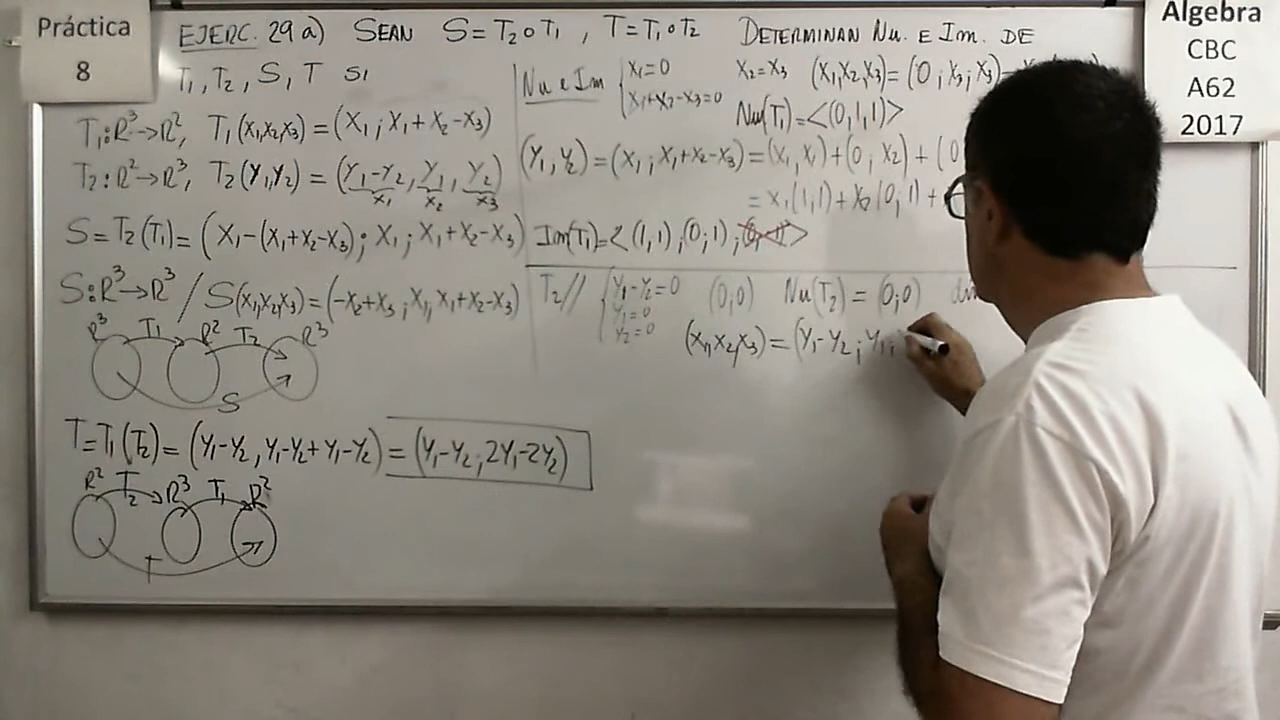 Práctica
8
Algebra
CBC
A62
2017
EJERC. 29 a) SEAN S = T₂ o T₁ , T = T₁ o T₂ DETERMINAN Nu. E Im. DE
T₁, T₂, S, T SI
T₁: R³→R², T₁(X₁,X₂,X₃) = (X₁ ; X₁+X₂-X₃)
T₂: R²→R³, T₂(Y₁,Y₂) = (Y₁-Y₂, Y₁, Y₂)
X₁ X₂ X₃
S = T₂(T₁) = (X₁-(X₁+X₂-X₃); X₁ ; X₁+X₂-X₃)
S: R³→R³ / S(X₁,X₂,X₃) = (-X₂+X₃ ; X₁, X₁+X₂-X₃)
R³ T₁ R² T₂ R³
S
T = T₁(T₂) = (Y₁-Y₂, Y₁-Y₂+Y₁-Y₂) = (Y₁-Y₂ ; 2Y₁-2Y₂)
R² T₂ R³ T₁ R²
T
Nu e Im { X₁=0 X₂=X₃ (X₁,X₂,X₃) = (0 ; X₃ ; X₃) =
X₁+X₂-X₃=0
Nu(T₁) = <(0,1,1)>
(Y₁, Y₂) = (X₁ ; X₁+X₂-X₃) = (X₁, X₁) + (0 ; X₂) + (0
= X₁(1,1) + X₂(0;1) +
Im(T₁) = <(1,1),(0;1),(0,-1)>
T₂// { Y₁-Y₂=0 (0;0) Nu(T₂) = (0;0)
Y₁=0
Y₂=0
(X₁,X₂,X₃) = (Y₁-Y₂ ; Y₁ ;